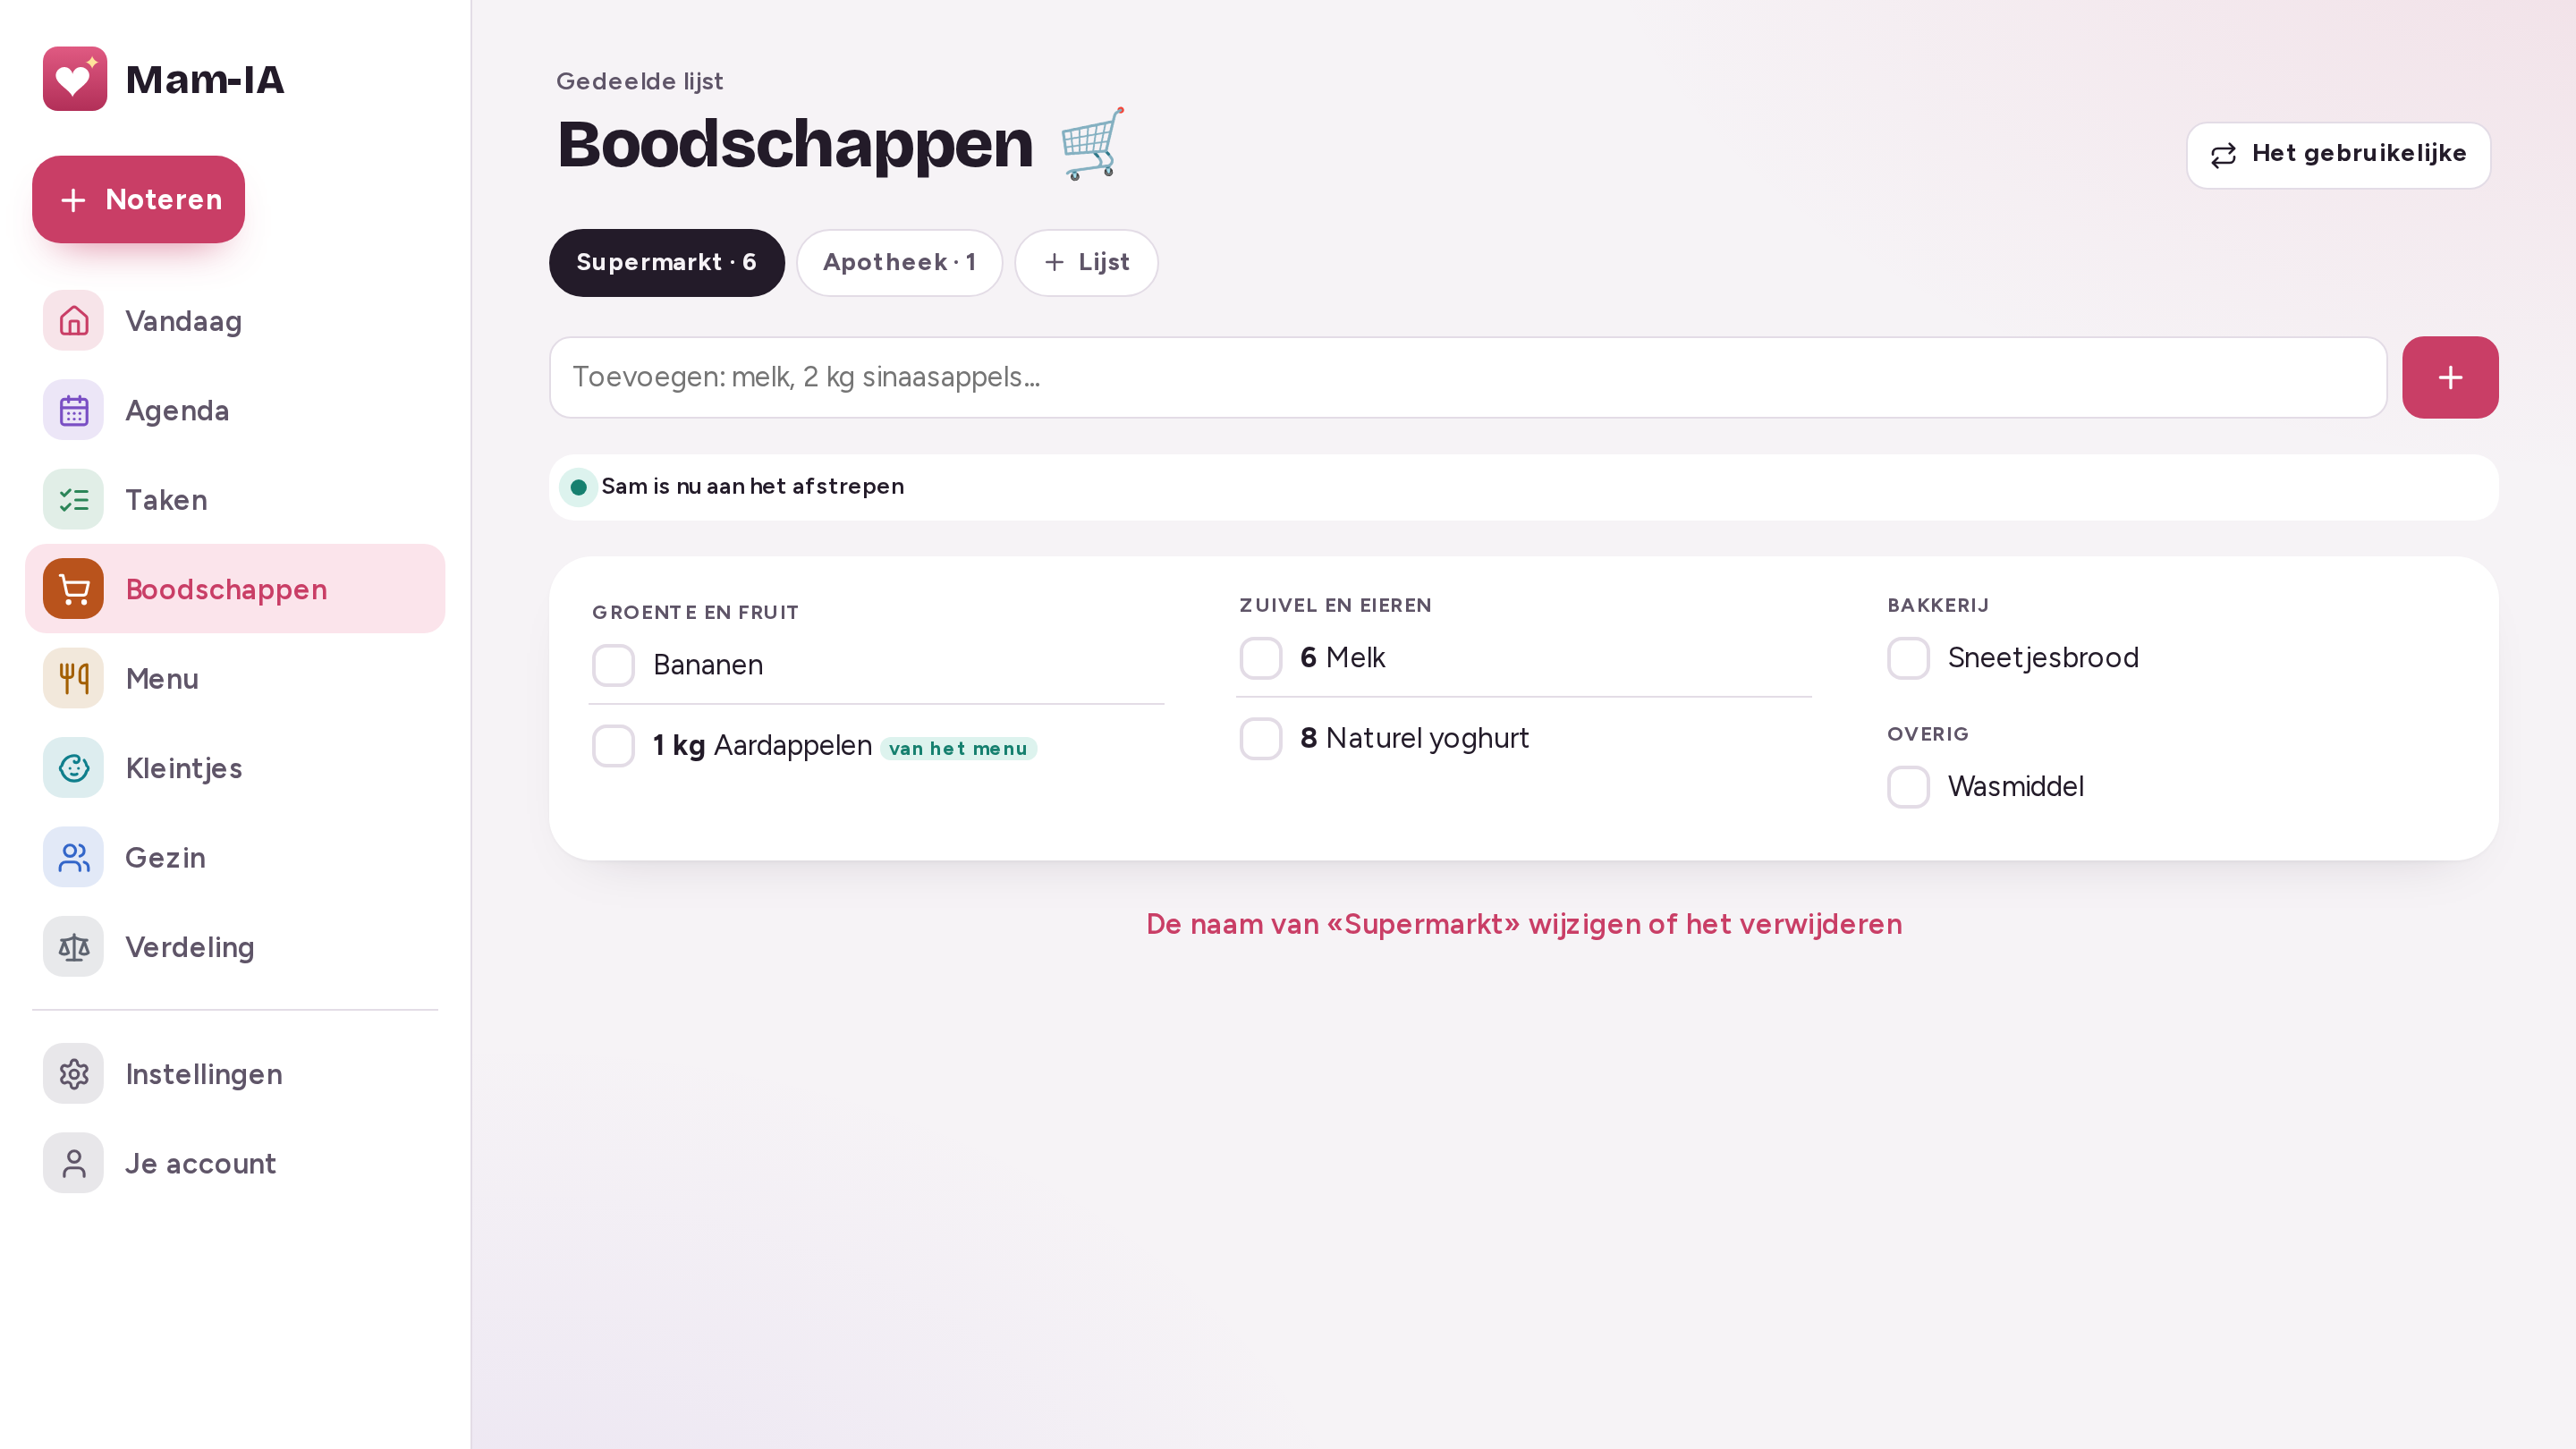 Mam-IA
Noteren
Vandaag
Agenda
Taken
Boodschappen
Menu
Kleintjes
Gezin
Verdeling
Instellingen
Je account
Gedeelde lijst
Boodschappen
Het gebruikelijke
Supermarkt · 6
Apotheek · 1
Lijst
Toevoegen: melk, 2 kg sinaasappels...
Sam is nu aan het afstrepen
GROENTE EN FRUIT
Bananen
1 kg Aardappelen van het menu
ZUIVEL EN EIEREN
6 Melk
8 Naturel yoghurt
BAKKERIJ
Sneetjesbrood
OVERIG
Wasmiddel
De naam van «Supermarkt» wijzigen of het verwijderen